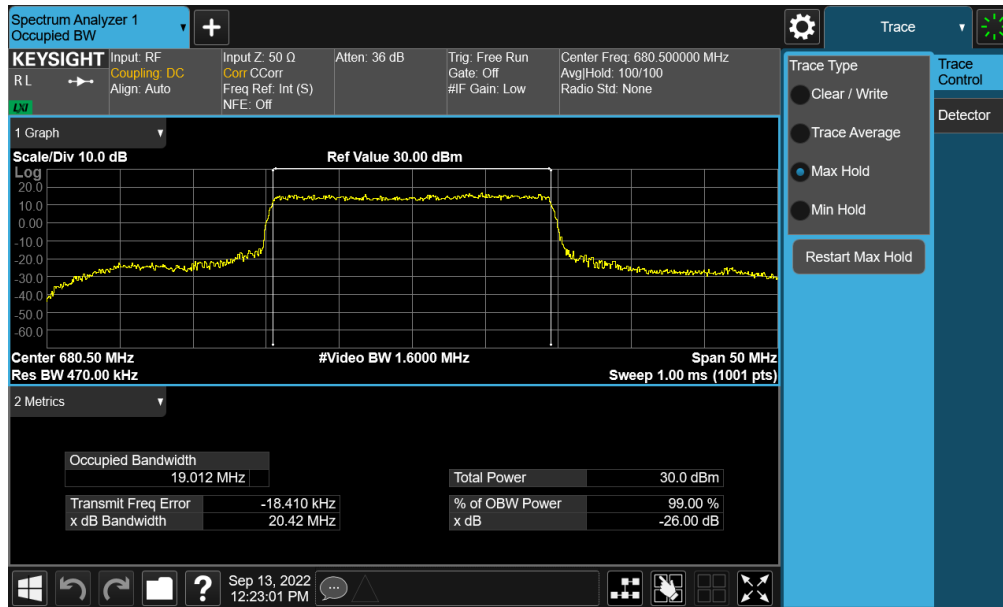 Spectrum Analyzer 1
Occupied BW
Trace
KEYSIGHT
R L
LXI
Input: RF
Coupling: DC
Align: Auto
Input Z: 50 Ω
Corr CCorr
Freq Ref: Int (S)
NFE: Off
Atten: 36 dB
Trig: Free Run
Gate: Off
#IF Gain: Low
Center Freq: 680.500000 MHz
Avg|Hold: 100/100
Radio Std: None
Trace Type
Clear / Write
Trace Average
Max Hold
Min Hold
Restart Max Hold
Trace
Control
Detector
1 Graph
Scale/Div 10.0 dB
Ref Value 30.00 dBm
Log
20.0
10.0
0.00
-10.0
-20.0
-30.0
-40.0
-50.0
-60.0
Center 680.50 MHz
#Video BW 1.6000 MHz
Span 50 MHz
Res BW 470.00 kHz
Sweep 1.00 ms (1001 pts)
2 Metrics
Occupied Bandwidth
19.012 MHz
Total Power 30.0 dBm
Transmit Freq Error -18.410 kHz
% of OBW Power 99.00 %
x dB Bandwidth 20.42 MHz
x dB -26.00 dB
?
Sep 13, 2022
12:23:01 PM